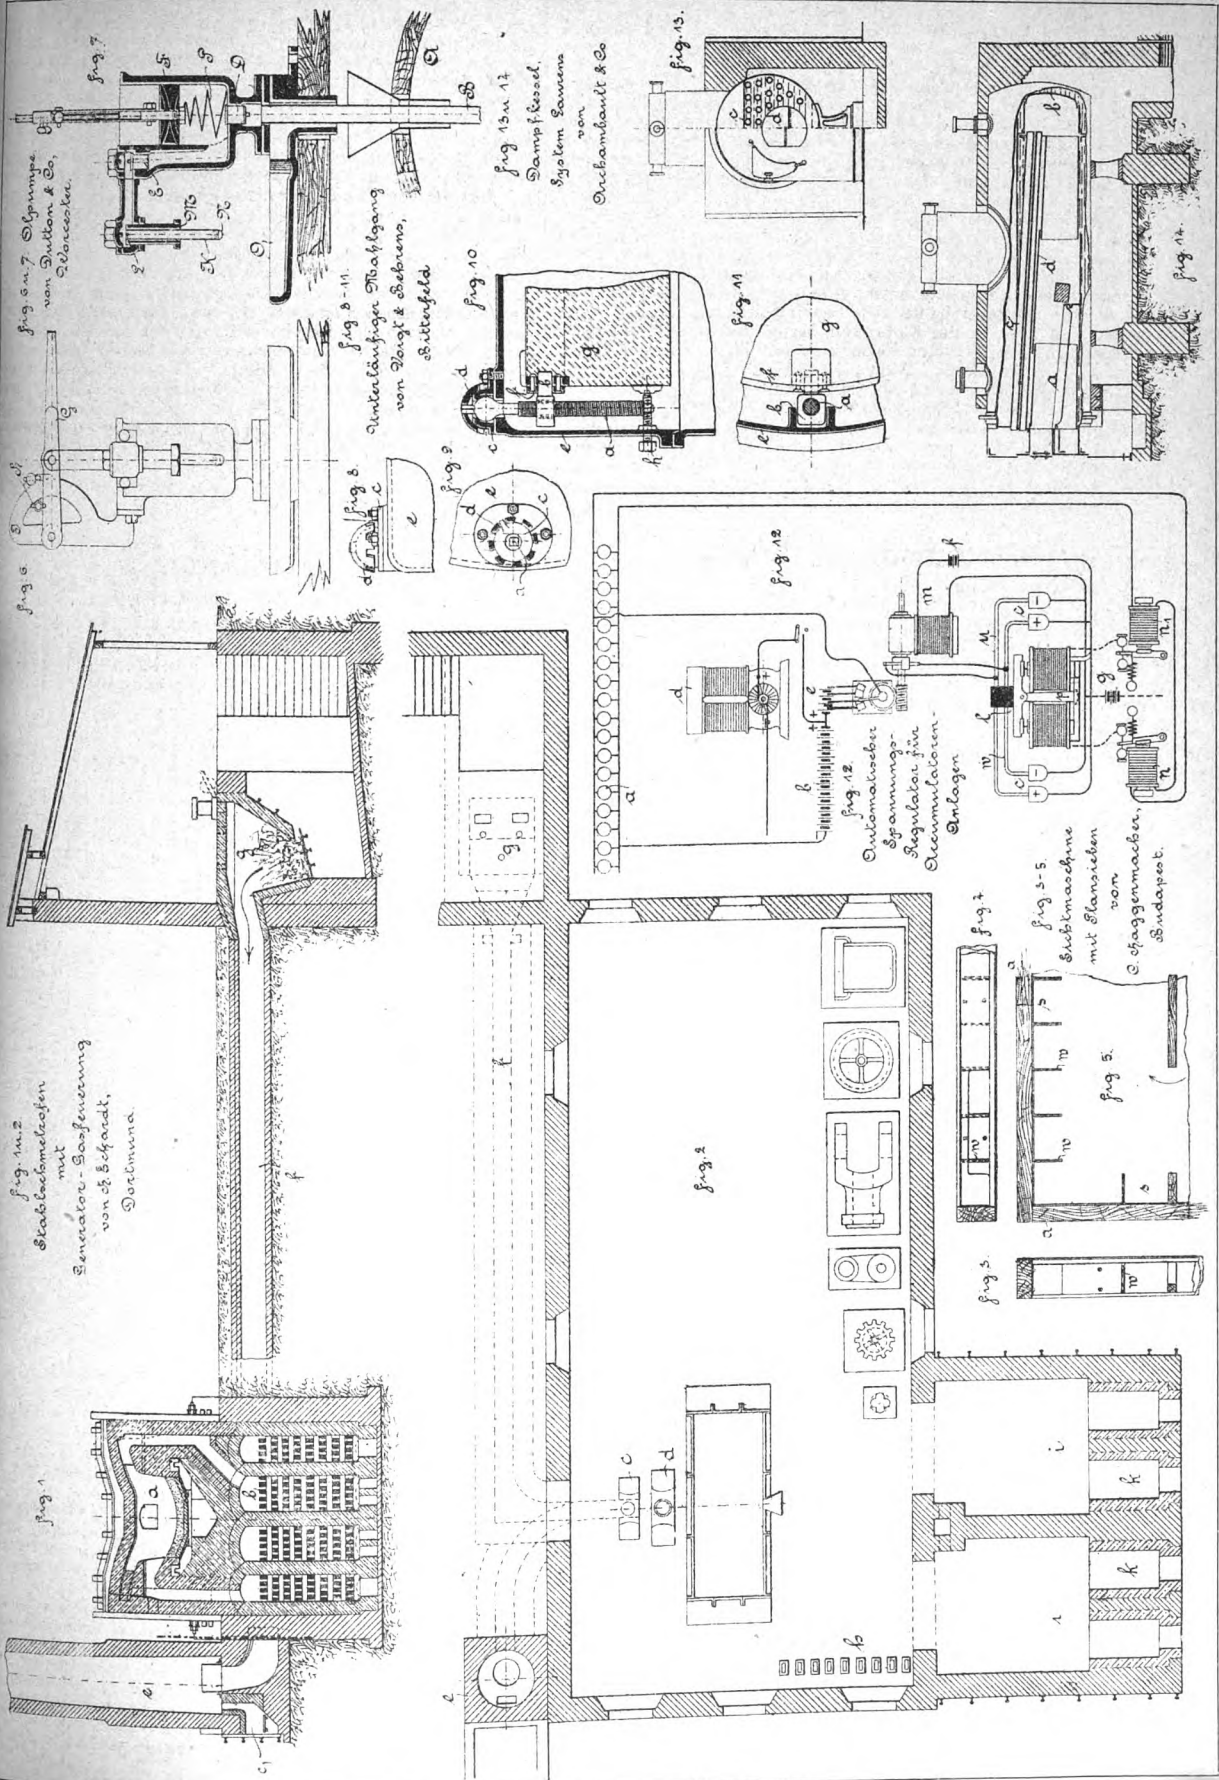 Fig. 1 u. 2
Stahlschmelzofen
mit
Generator-Gasfeuerung
von E. Eckardt,
Dortmund.
Fig. 1
a
b
e
c
f
g
Fig. 2
f
g
p
p
c
d
e
h
i
i
k
k
Fig. 6 u. 7 Ölpumpe
von Dutton & Co,
Worcester.
Fig. 6
G
Fig. 7
F
P
D
E
L
M
N
K
O
B
A
Fig 8-11
Unterläufiger Mahlgang
von Voigt & Behrens,
Bitterfeld
Fig. 8.
d
c
e
Fig. 9
d
e
c
a
Fig. 10
d
c
e
a
h
g
f
Fig 11
g
f
b
a
e
Fig 13 u 14
Dampfkessel,
System Laurens
von
Archambault & Co
Fig. 13.
c
d
Fig. 14.
c
b
d
a
Fig 12
a
d
e
b
m
f
u
w
l
c
c
g
n
n1
Fig. 12.
Automatischer
Spannungs-
Regulator für
Accumulatoren-
Anlagen
Fig. 3-5.
Sichtmaschine
mit Plansieben
von
C. Haggenmacher,
Budapest.
Fig. 3
w
Fig. 4
w
Fig 5.
a
a
s
w
w
s